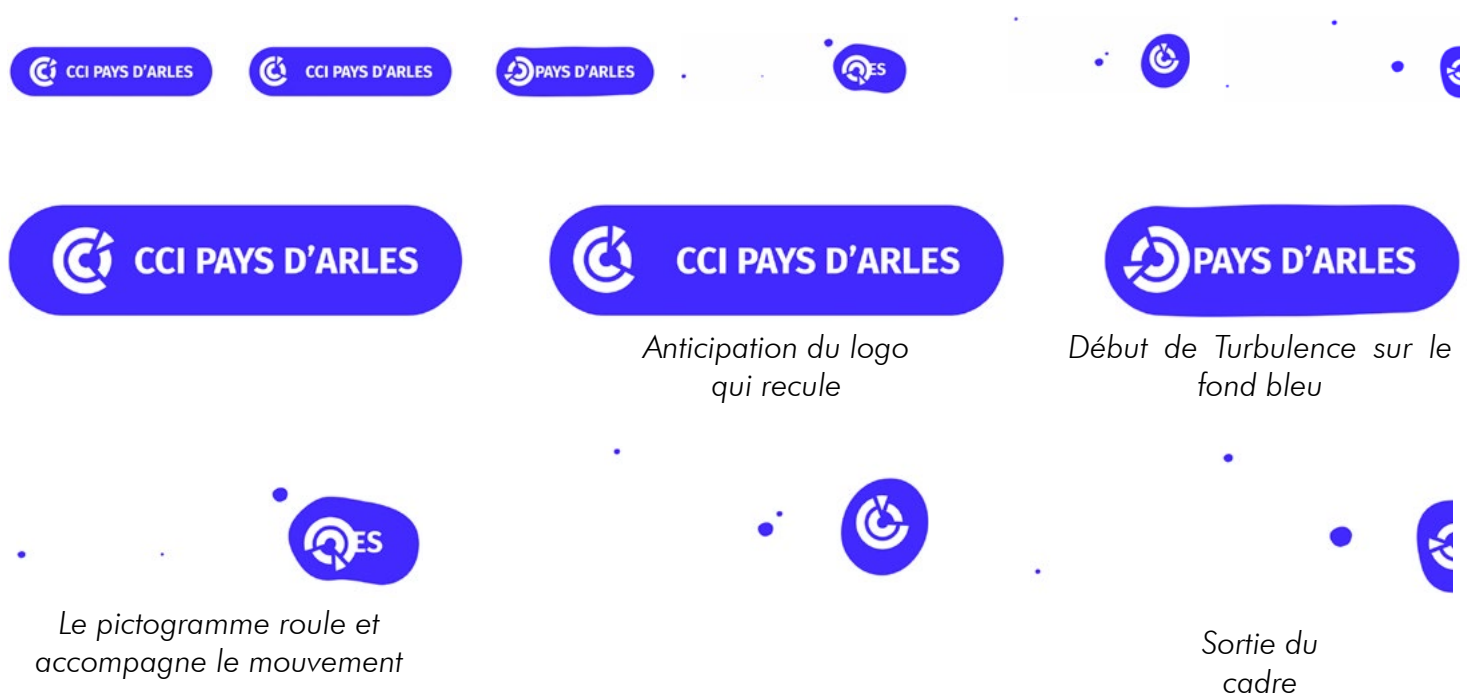 CCI PAYS D’ARLES
CCI PAYS D’ARLES
PAYS D’ARLES
ES
CCI PAYS D’ARLES
CCI PAYS D’ARLES
PAYS D’ARLES
Anticipation du logo
qui recule
Début de Turbulence sur le
fond bleu
ES
Le pictogramme roule et
accompagne le mouvement
Sortie du
cadre